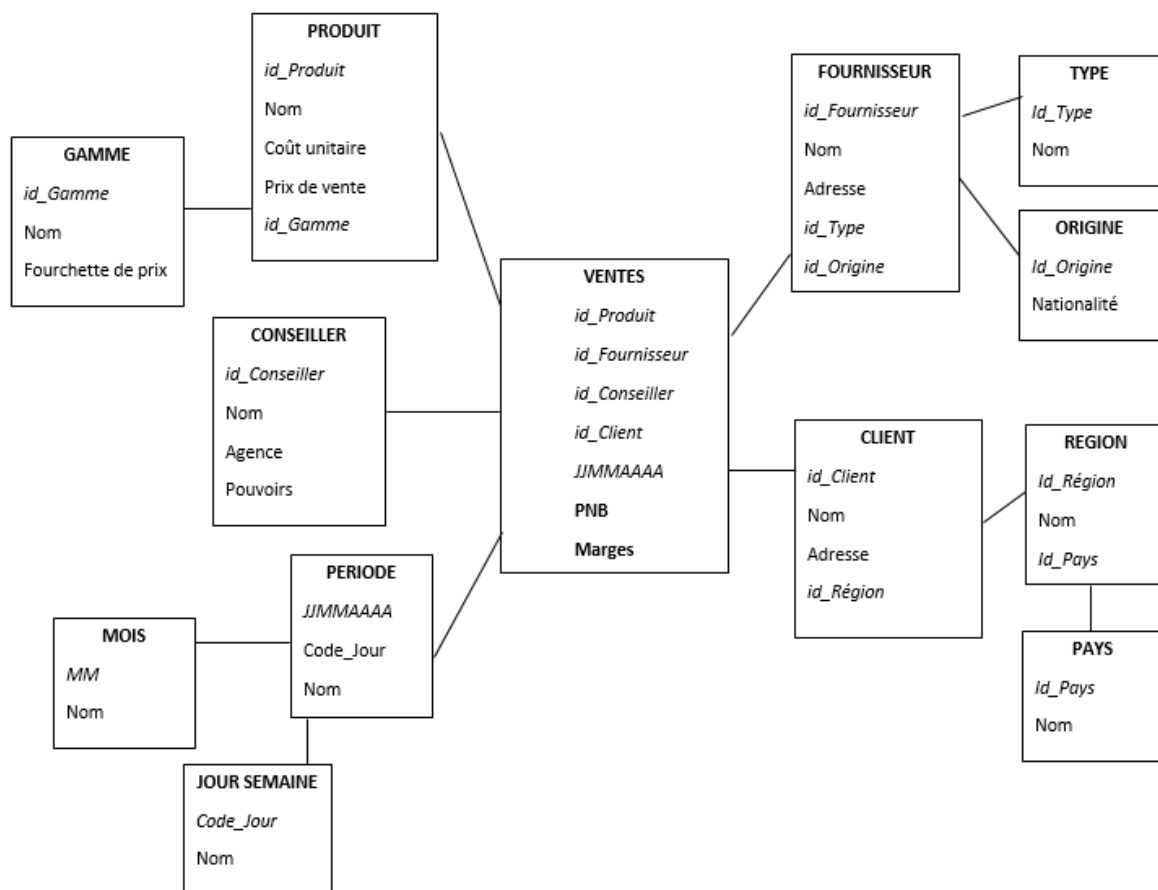 PRODUIT
id_Produit
Nom
Coût unitaire
Prix de vente
id_Gamme
GAMME
id_Gamme
Nom
Fourchette de prix
CONSEILLER
id_Conseiller
Nom
Agence
Pouvoirs
PERIODE
JJMMAAAA
Code_Jour
Nom
MOIS
MM
Nom
JOUR SEMAINE
Code_Jour
Nom
VENTES
id_Produit
id_Fournisseur
id_Conseiller
id_Client
JJMMAAAA
PNB
Marges
FOURNISSEUR
id_Fournisseur
Nom
Adresse
id_Type
id_Origine
TYPE
Id_Type
Nom
ORIGINE
Id_Origine
Nationalité
CLIENT
id_Client
Nom
Adresse
id_Région
REGION
Id_Région
Nom
Id_Pays
PAYS
Id_Pays
Nom